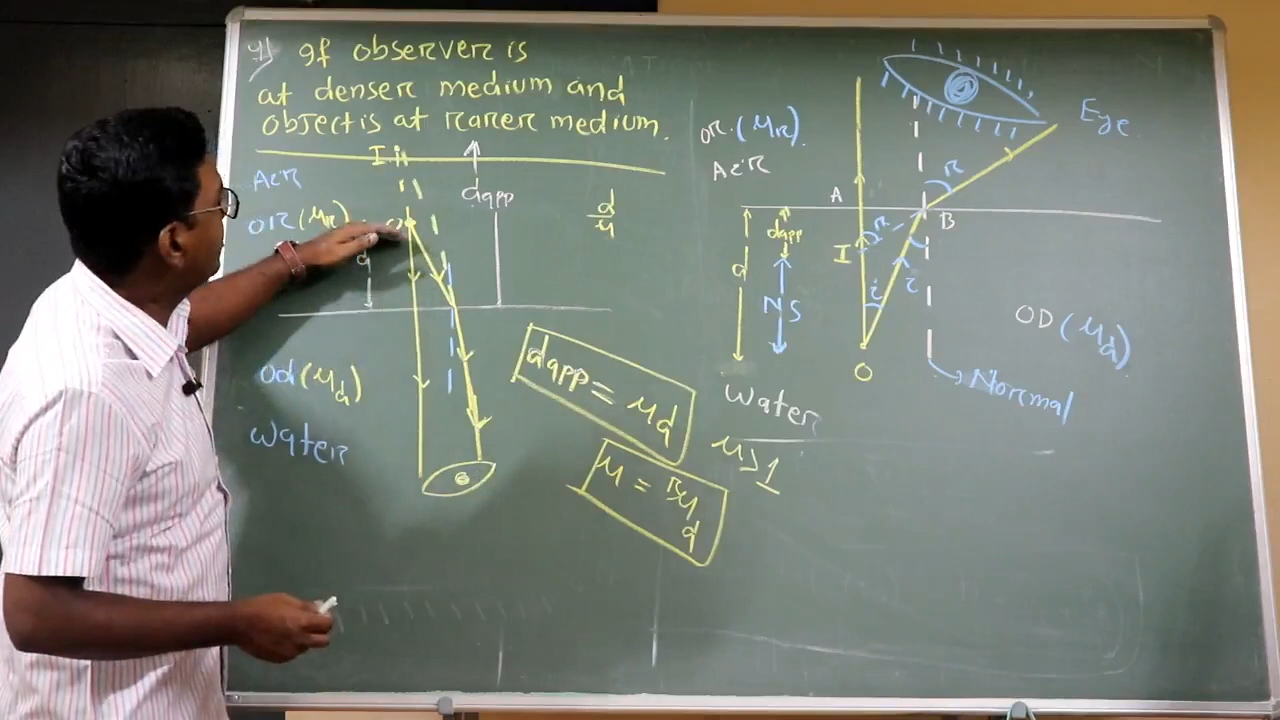 4) If observer is
at denser medium and
object is at rarer medium.
I
Air
OR (μR)
O
d
dapp
d/μ
Od (μd)
Water
dapp = μd
μ = Rμd
μ>1
OR (μR)
Air
Eye
A
B
r
r
I
i
i
d
dapp
NS
O
OD (μd)
Normal
Water